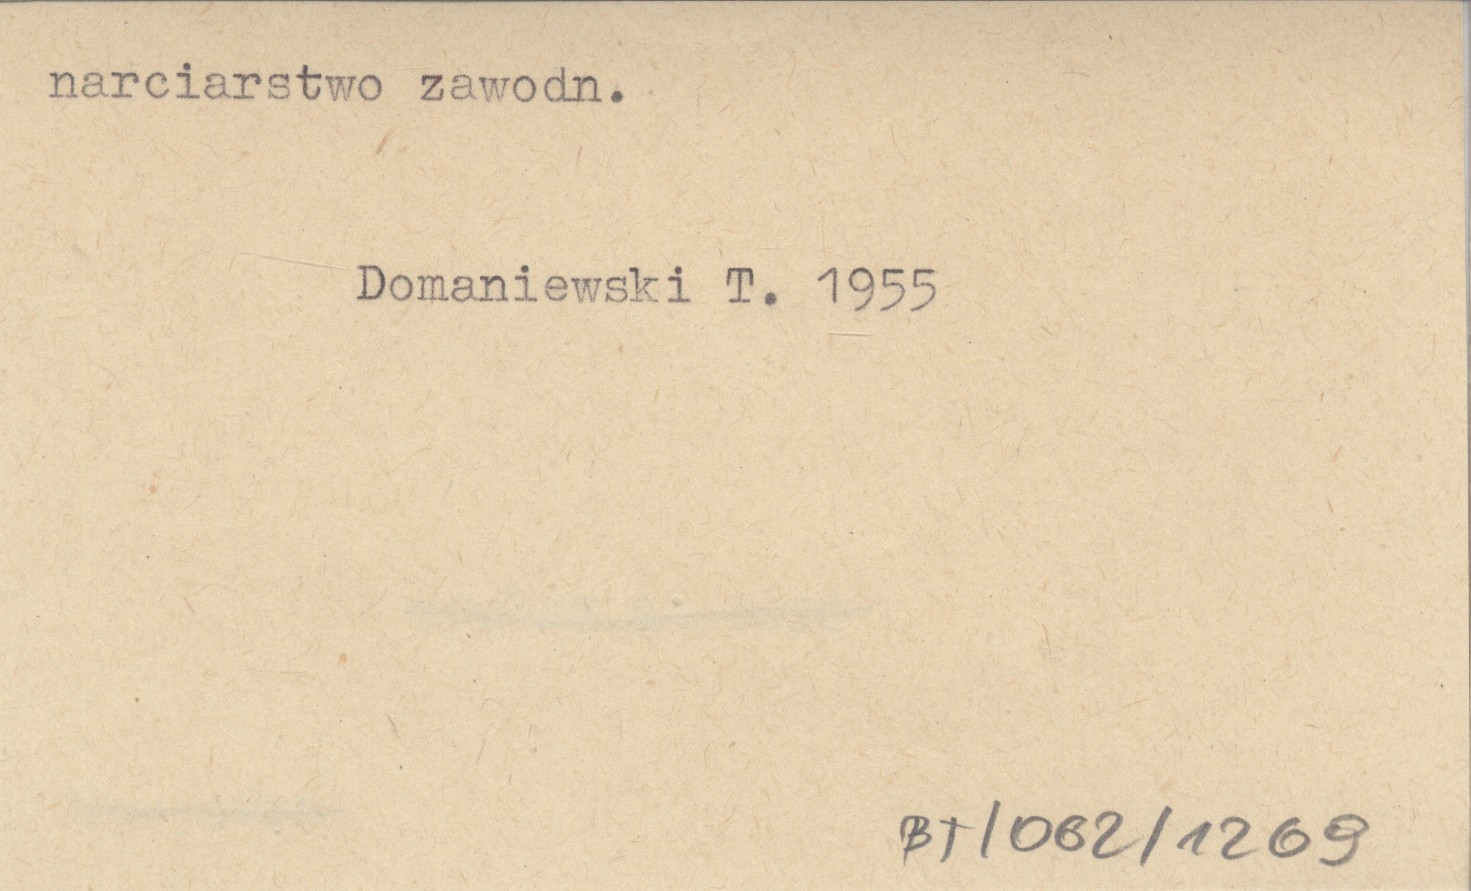 narciarstwo zawodn.
Domaniewski T. 1955
BT/062/1269